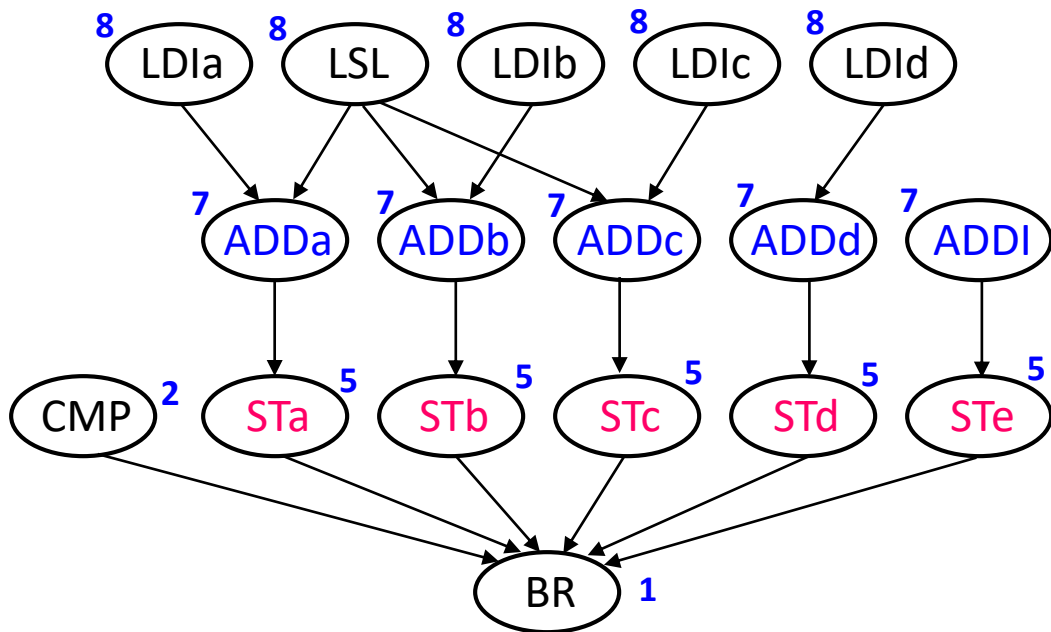 8 LDIa 8 LSL 8 LDIb 8 LDIc 8 LDId
7 ADDa 7 ADDb 7 ADDc 7 ADDd 7 ADDI
CMP 2 STa 5 STb 5 STc 5 STd 5 STe 5
BR 1